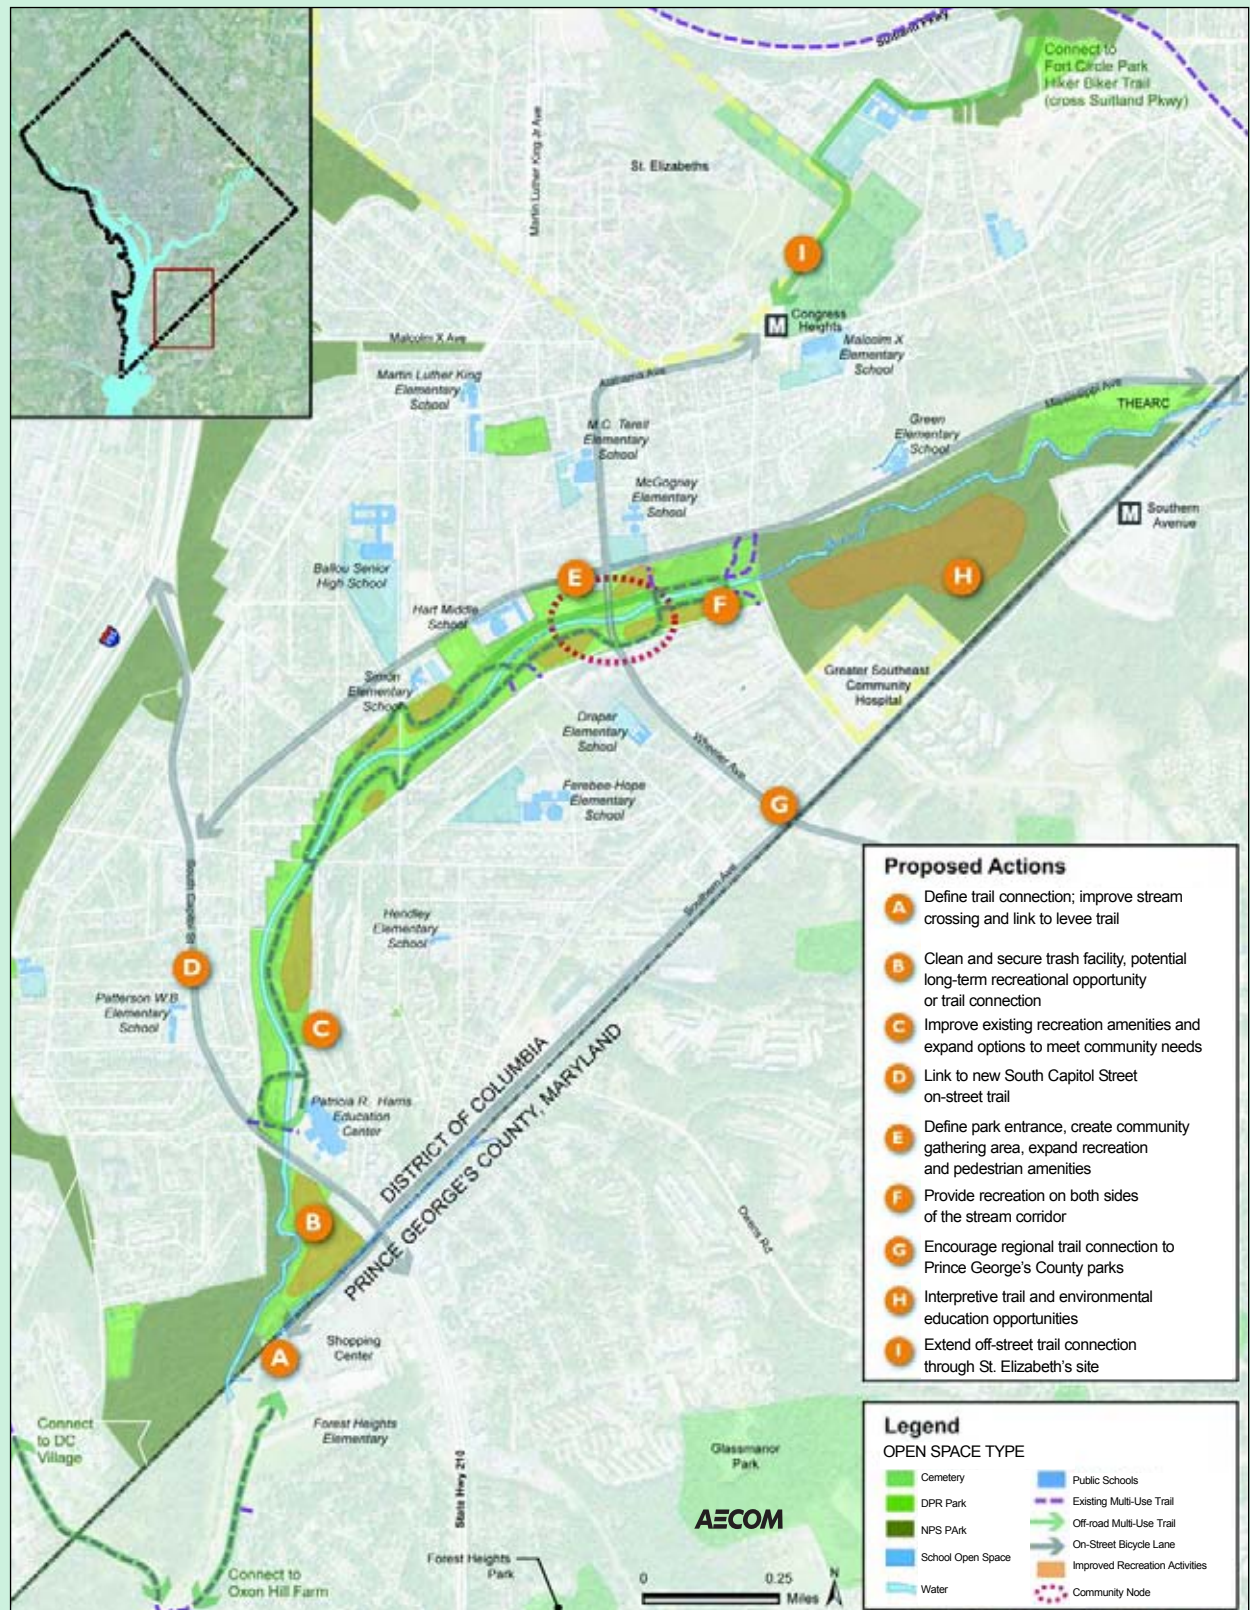 Suitland Pkwy
Connect to
Fort Circle Park
Hiker Biker Trail
(cross Suitland Pkwy)
Martin Luther King Jr Ave
St. Elizabeths
I
M
Congress
Heights
Malcolm X Ave
Malcolm X
Elementary
School
Martin Luther King
Elementary
School
Alabama Ave
Mississippi Ave
THEARC
M.C. Terell
Elementary
School
Green
Elementary
School
McGogney
Elementary
School
M
Southern
Avenue
Ballou Senior
High School
E
H
F
Hart Middle
School
Simon
Elementary
School
Greater Southeast
Community
Hospital
Draper
Elementary
School
Wheeler Ave
Ferebee-Hope
Elementary
School
G
South Capitol St
Southern Ave
Hendley
Elementary
School
D
Patterson W.B
Elementary
School
C
Patricia R. Harris
Education
Center
DISTRICT OF COLUMBIA
PRINCE GEORGE'S COUNTY, MARYLAND
B
Owens Rd
A
Shopping
Center
Connect
to DC
Village
Forest Heights
Elementary
State Hwy 210
Glassmanor
Park
AECOM
Connect to
Oxon Hill Farm
Forest Heights
Park
0 0.25
Miles
N
Proposed Actions
A Define trail connection; improve stream
crossing and link to levee trail
B Clean and secure trash facility, potential
long-term recreational opportunity
or trail connection
C Improve existing recreation amenities and
expand options to meet community needs
D Link to new South Capitol Street
on-street trail
E Define park entrance, create community
gathering area, expand recreation
and pedestrian amenities
F Provide recreation on both sides
of the stream corridor
G Encourage regional trail connection to
Prince George's County parks
H Interpretive trail and environmental
education opportunities
I Extend off-street trail connection
through St. Elizabeth's site
Legend
OPEN SPACE TYPE
Cemetery
DPR Park
NPS PArk
School Open Space
Water
Public Schools
Existing Multi-Use Trail
Off-road Multi-Use Trail
On-Street Bicycle Lane
Improved Recreation Activities
Community Node